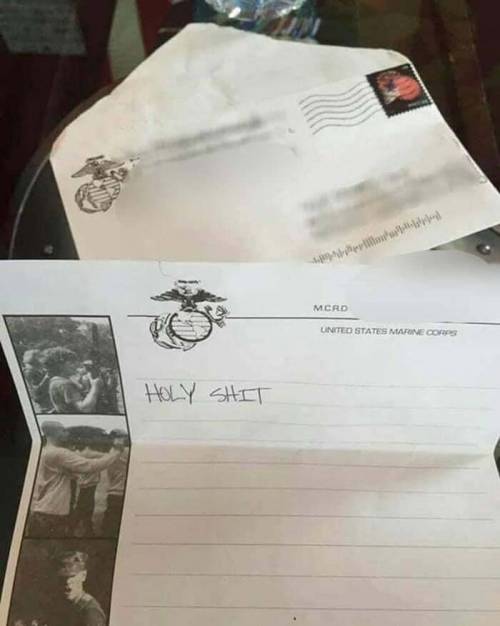 M.C.R.D
UNITED STATES MARINE CORPS
HOLY SHIT